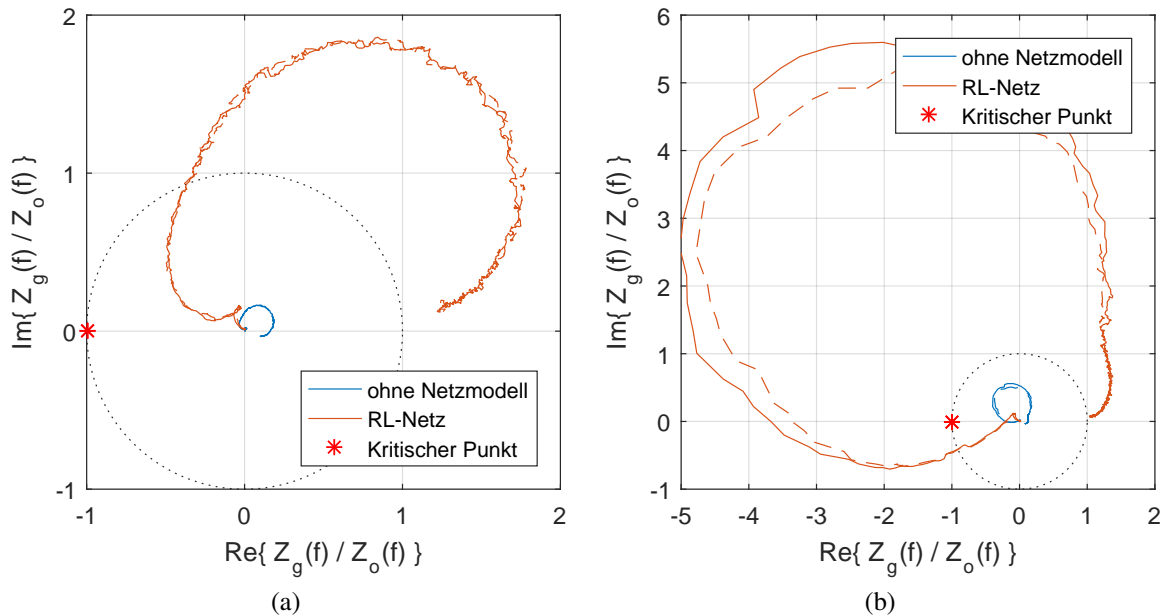 2
1
0
-1
-1
0
1
2
Im{ Z_g(f) / Z_o(f) }
Re{ Z_g(f) / Z_o(f) }
ohne Netzmodell
RL-Netz
Kritischer Punkt
(a)
6
5
4
3
2
1
0
-1
-5
-4
-3
-2
-1
0
1
2
Im{ Z_g(f) / Z_o(f) }
Re{ Z_g(f) / Z_o(f) }
ohne Netzmodell
RL-Netz
Kritischer Punkt
(b)